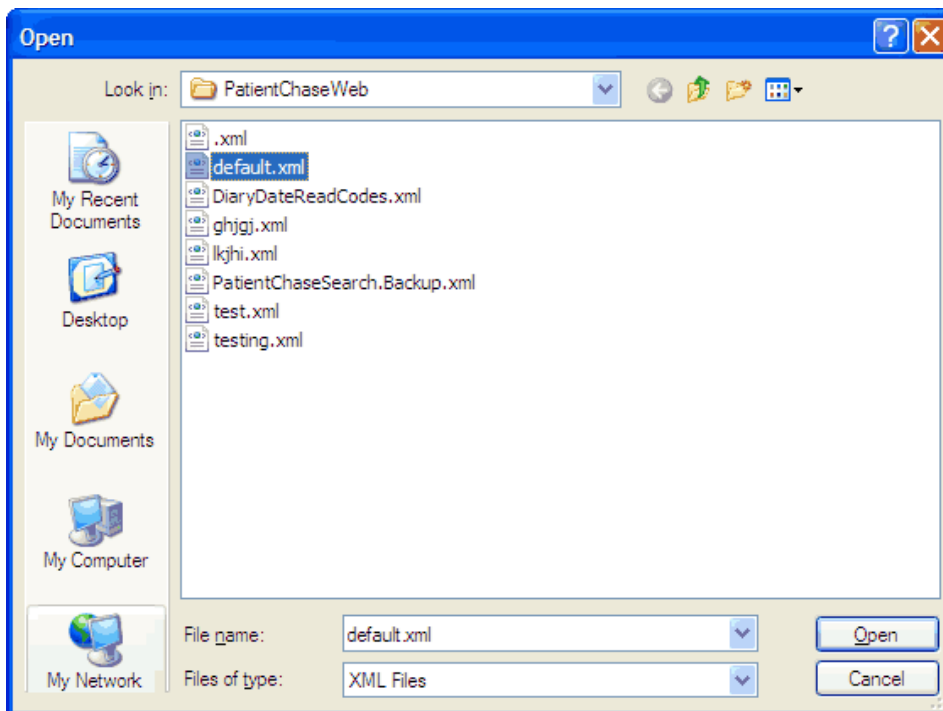 Open
Look in: PatientChaseWeb
My Recent
Documents
Desktop
My Documents
My Computer
My Network
.xml
default.xml
DiaryDateReadCodes.xml
ghjgj.xml
lkjhi.xml
PatientChaseSearch.Backup.xml
test.xml
testing.xml
File name: default.xml Open
Files of type: XML Files Cancel